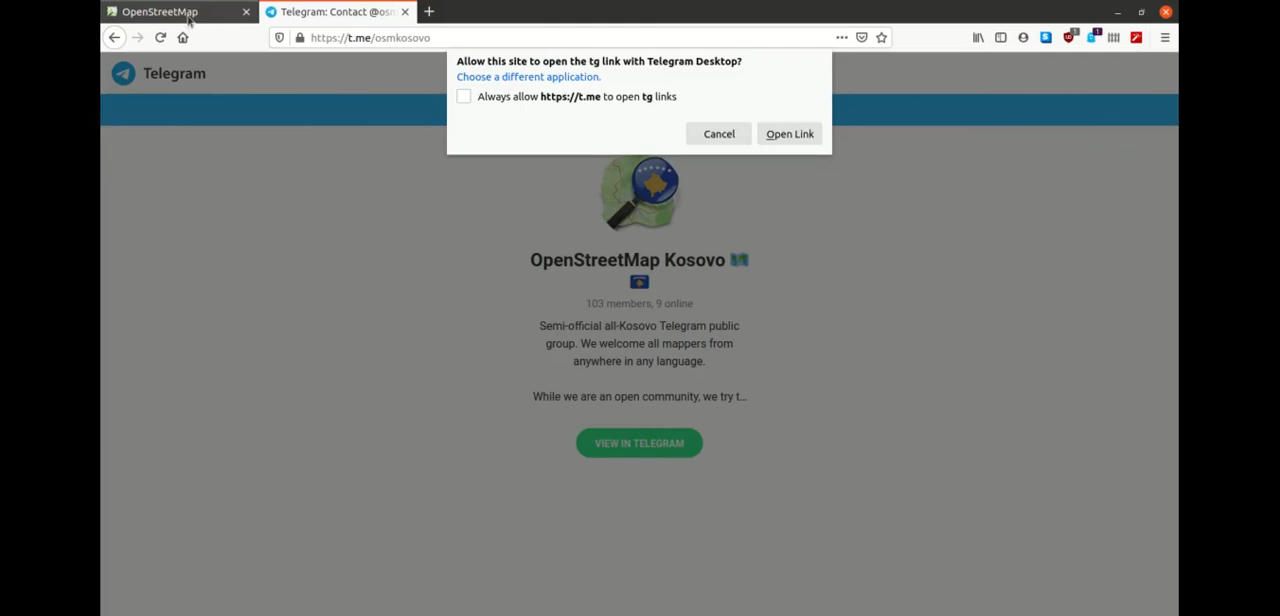 OpenStreetMap
Telegram: Contact @osm
https://t.me/osmkosovo
Telegram
Allow this site to open the tg link with Telegram Desktop?
Choose a different application.
Always allow https://t.me to open tg links
Cancel
Open Link
OpenStreetMap Kosovo
103 members, 9 online
Semi-official all-Kosovo Telegram public
group. We welcome all mappers from
anywhere in any language.
While we are an open community, we try t...
VIEW IN TELEGRAM